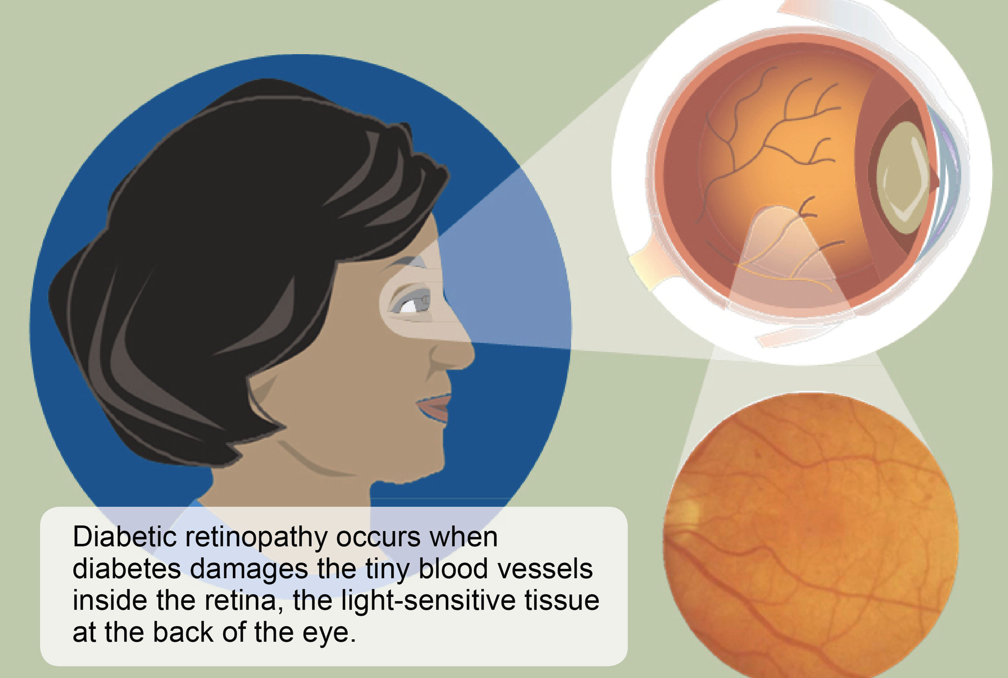 Diabetic retinopathy occurs when
diabetes damages the tiny blood vessels
inside the retina, the light-sensitive tissue
at the back of the eye.